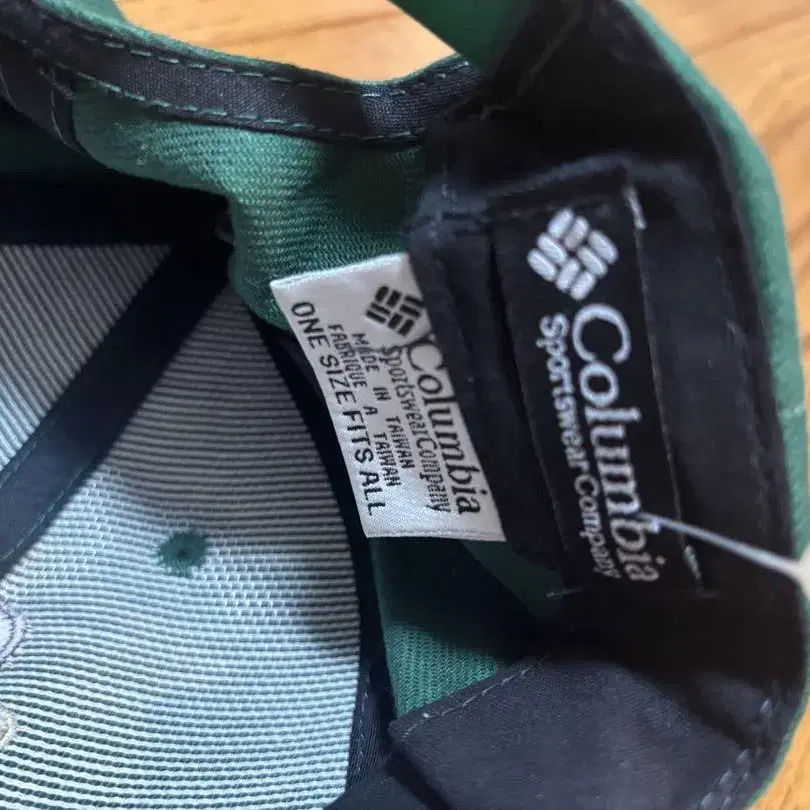 Columbia
Sportswear Company
MADE IN TAIWAN
FABRIQUE A TAIWAN
ONE SIZE FITS ALL
Columbia
Sportswear Company